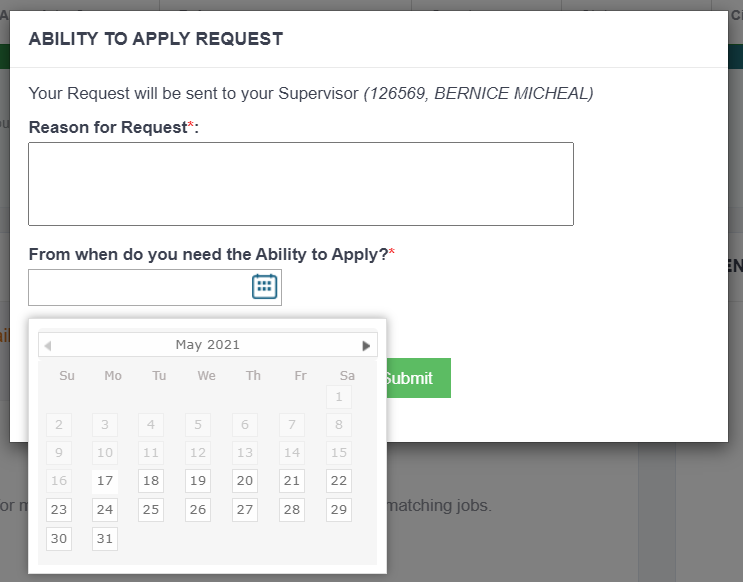 ABILITY TO APPLY REQUEST
Your Request will be sent to your Supervisor (126569, BERNICE MICHEAL)
Reason for Request*:
From when do you need the Ability to Apply?*
May 2021
Su Mo Tu We Th Fr Sa
1
2 3 4 5 6 7 8
9 10 11 12 13 14 15
16 17 18 19 20 21 22
23 24 25 26 27 28 29
30 31
Submit
or
matching jobs.